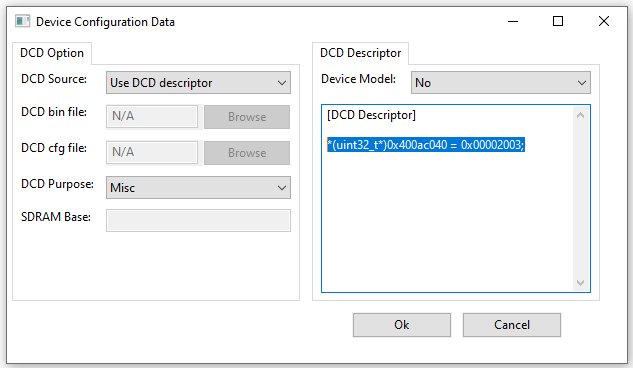 Device Configuration Data
DCD Option
DCD Source: Use DCD descriptor
DCD bin file: N/A Browse
DCD cfg file: N/A Browse
DCD Purpose: Misc
SDRAM Base:
DCD Descriptor
Device Model: No
[DCD Descriptor]
*(uint32_t*)0x400ac040 = 0x00002003;
Ok Cancel